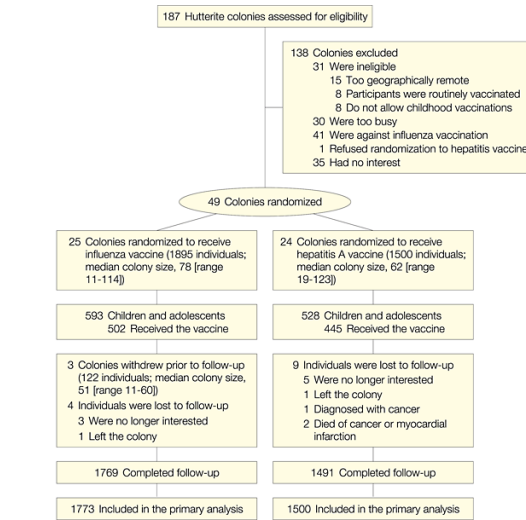 187 Hutterite colonies assessed for eligibility
138 Colonies excluded
31 Were ineligible
15 Too geographically remote
8 Participants were routinely vaccinated
8 Do not allow childhood vaccinations
30 Were too busy
41 Were against influenza vaccination
1 Refused randomization to hepatitis vaccine
35 Had no interest
49 Colonies randomized
25 Colonies randomized to receive
influenza vaccine (1895 individuals;
median colony size, 78 [range
11-114])
24 Colonies randomized to receive
hepatitis A vaccine (1500 individuals;
median colony size, 62 [range
19-123])
593 Children and adolescents
502 Received the vaccine
528 Children and adolescents
445 Received the vaccine
3 Colonies withdrew prior to follow-up
(122 individuals; median colony size,
51 [range 11-60])
4 Individuals were lost to follow-up
3 Were no longer interested
1 Left the colony
9 Individuals were lost to follow-up
5 Were no longer interested
1 Left the colony
1 Diagnosed with cancer
2 Died of cancer or myocardial
infarction
1769 Completed follow-up
1491 Completed follow-up
1773 Included in the primary analysis
1500 Included in the primary analysis